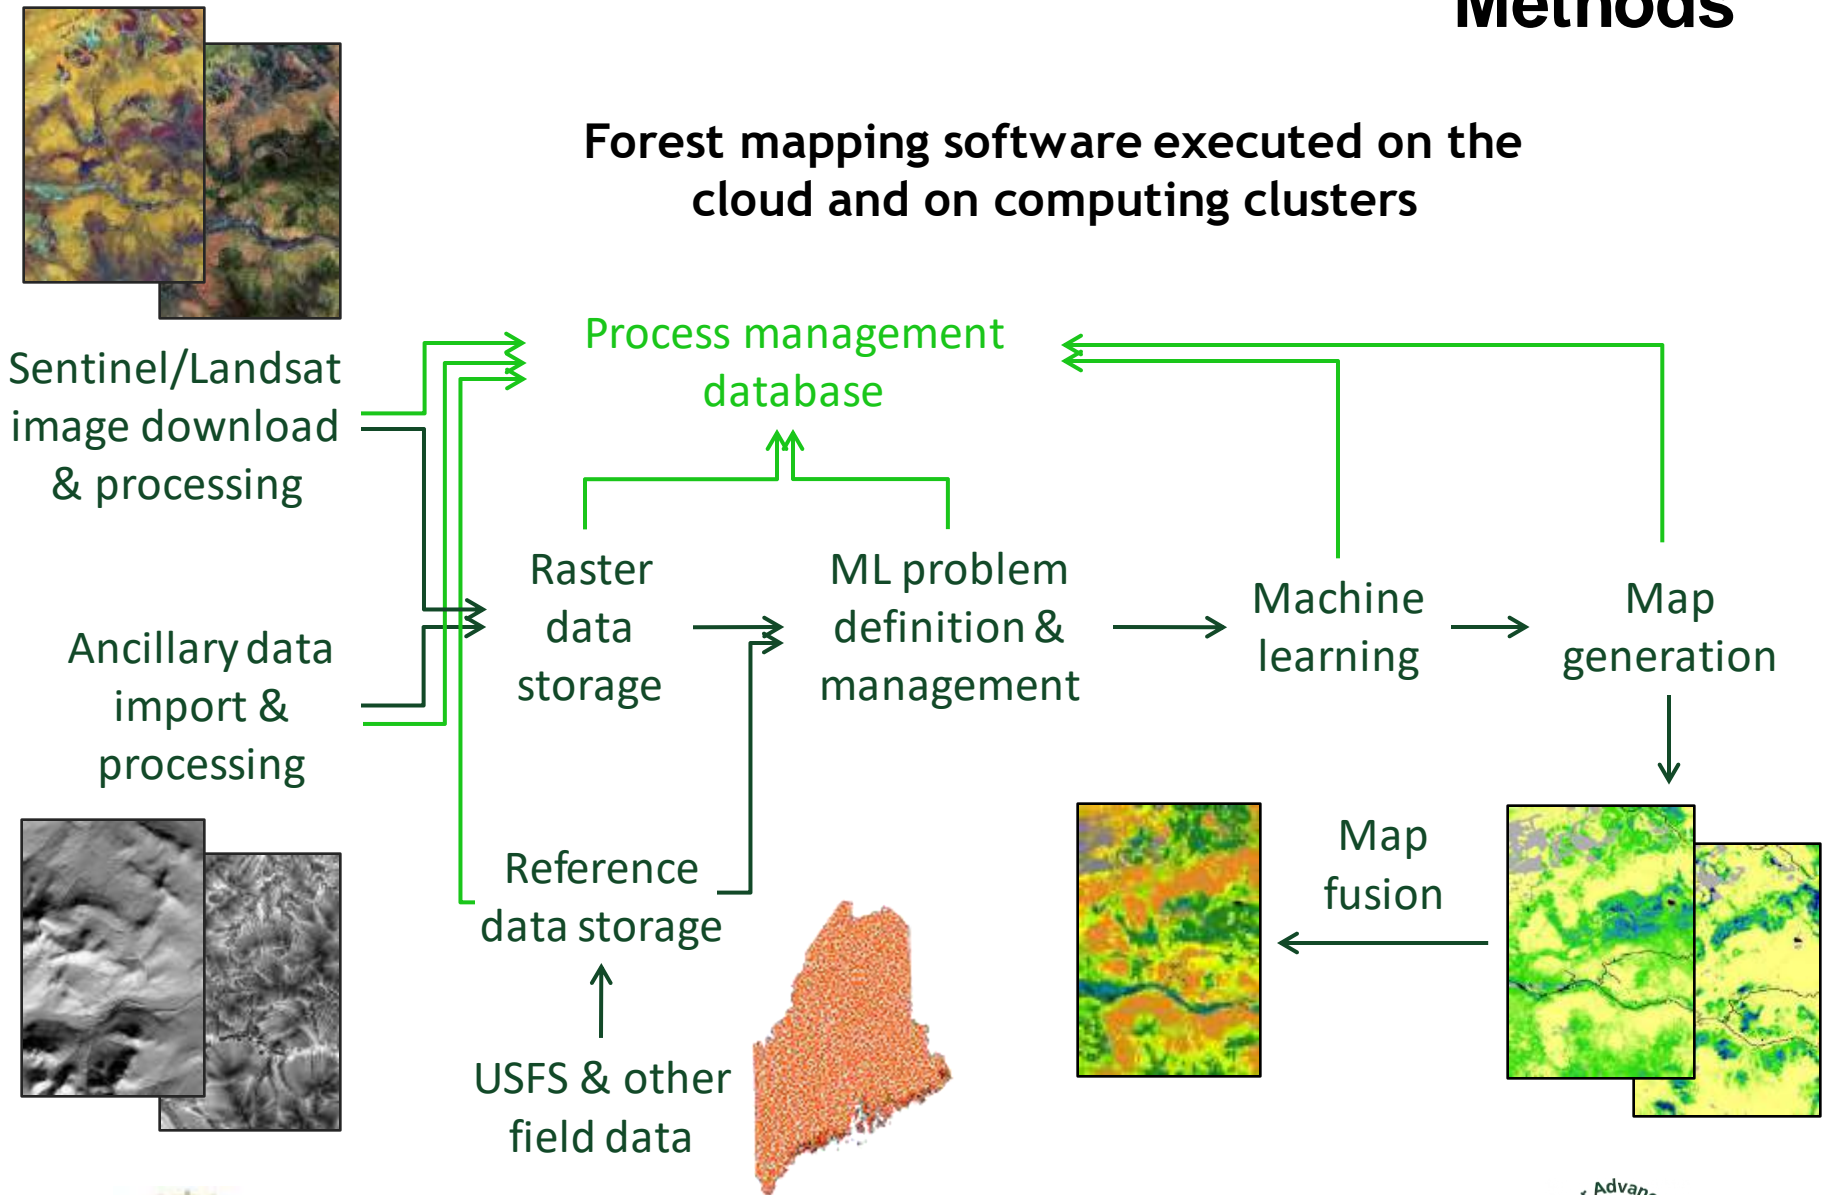 Methods
Forest mapping software executed on the
cloud and on computing clusters
Process management
database
Sentinel/Landsat
image download
& processing
Raster
data
storage
ML problem
definition &
management
Machine
learning
Map
generation
Ancillary data
import &
processing
Reference
data storage
Map
fusion
USFS & other
field data